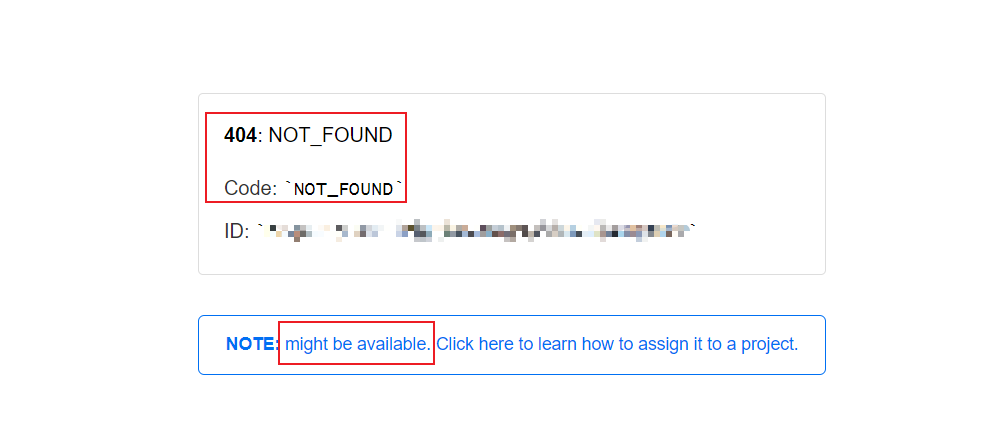 404: NOT_FOUND
Code: `NOT_FOUND`
ID: ``
NOTE: might be available. Click here to learn how to assign it to a project.